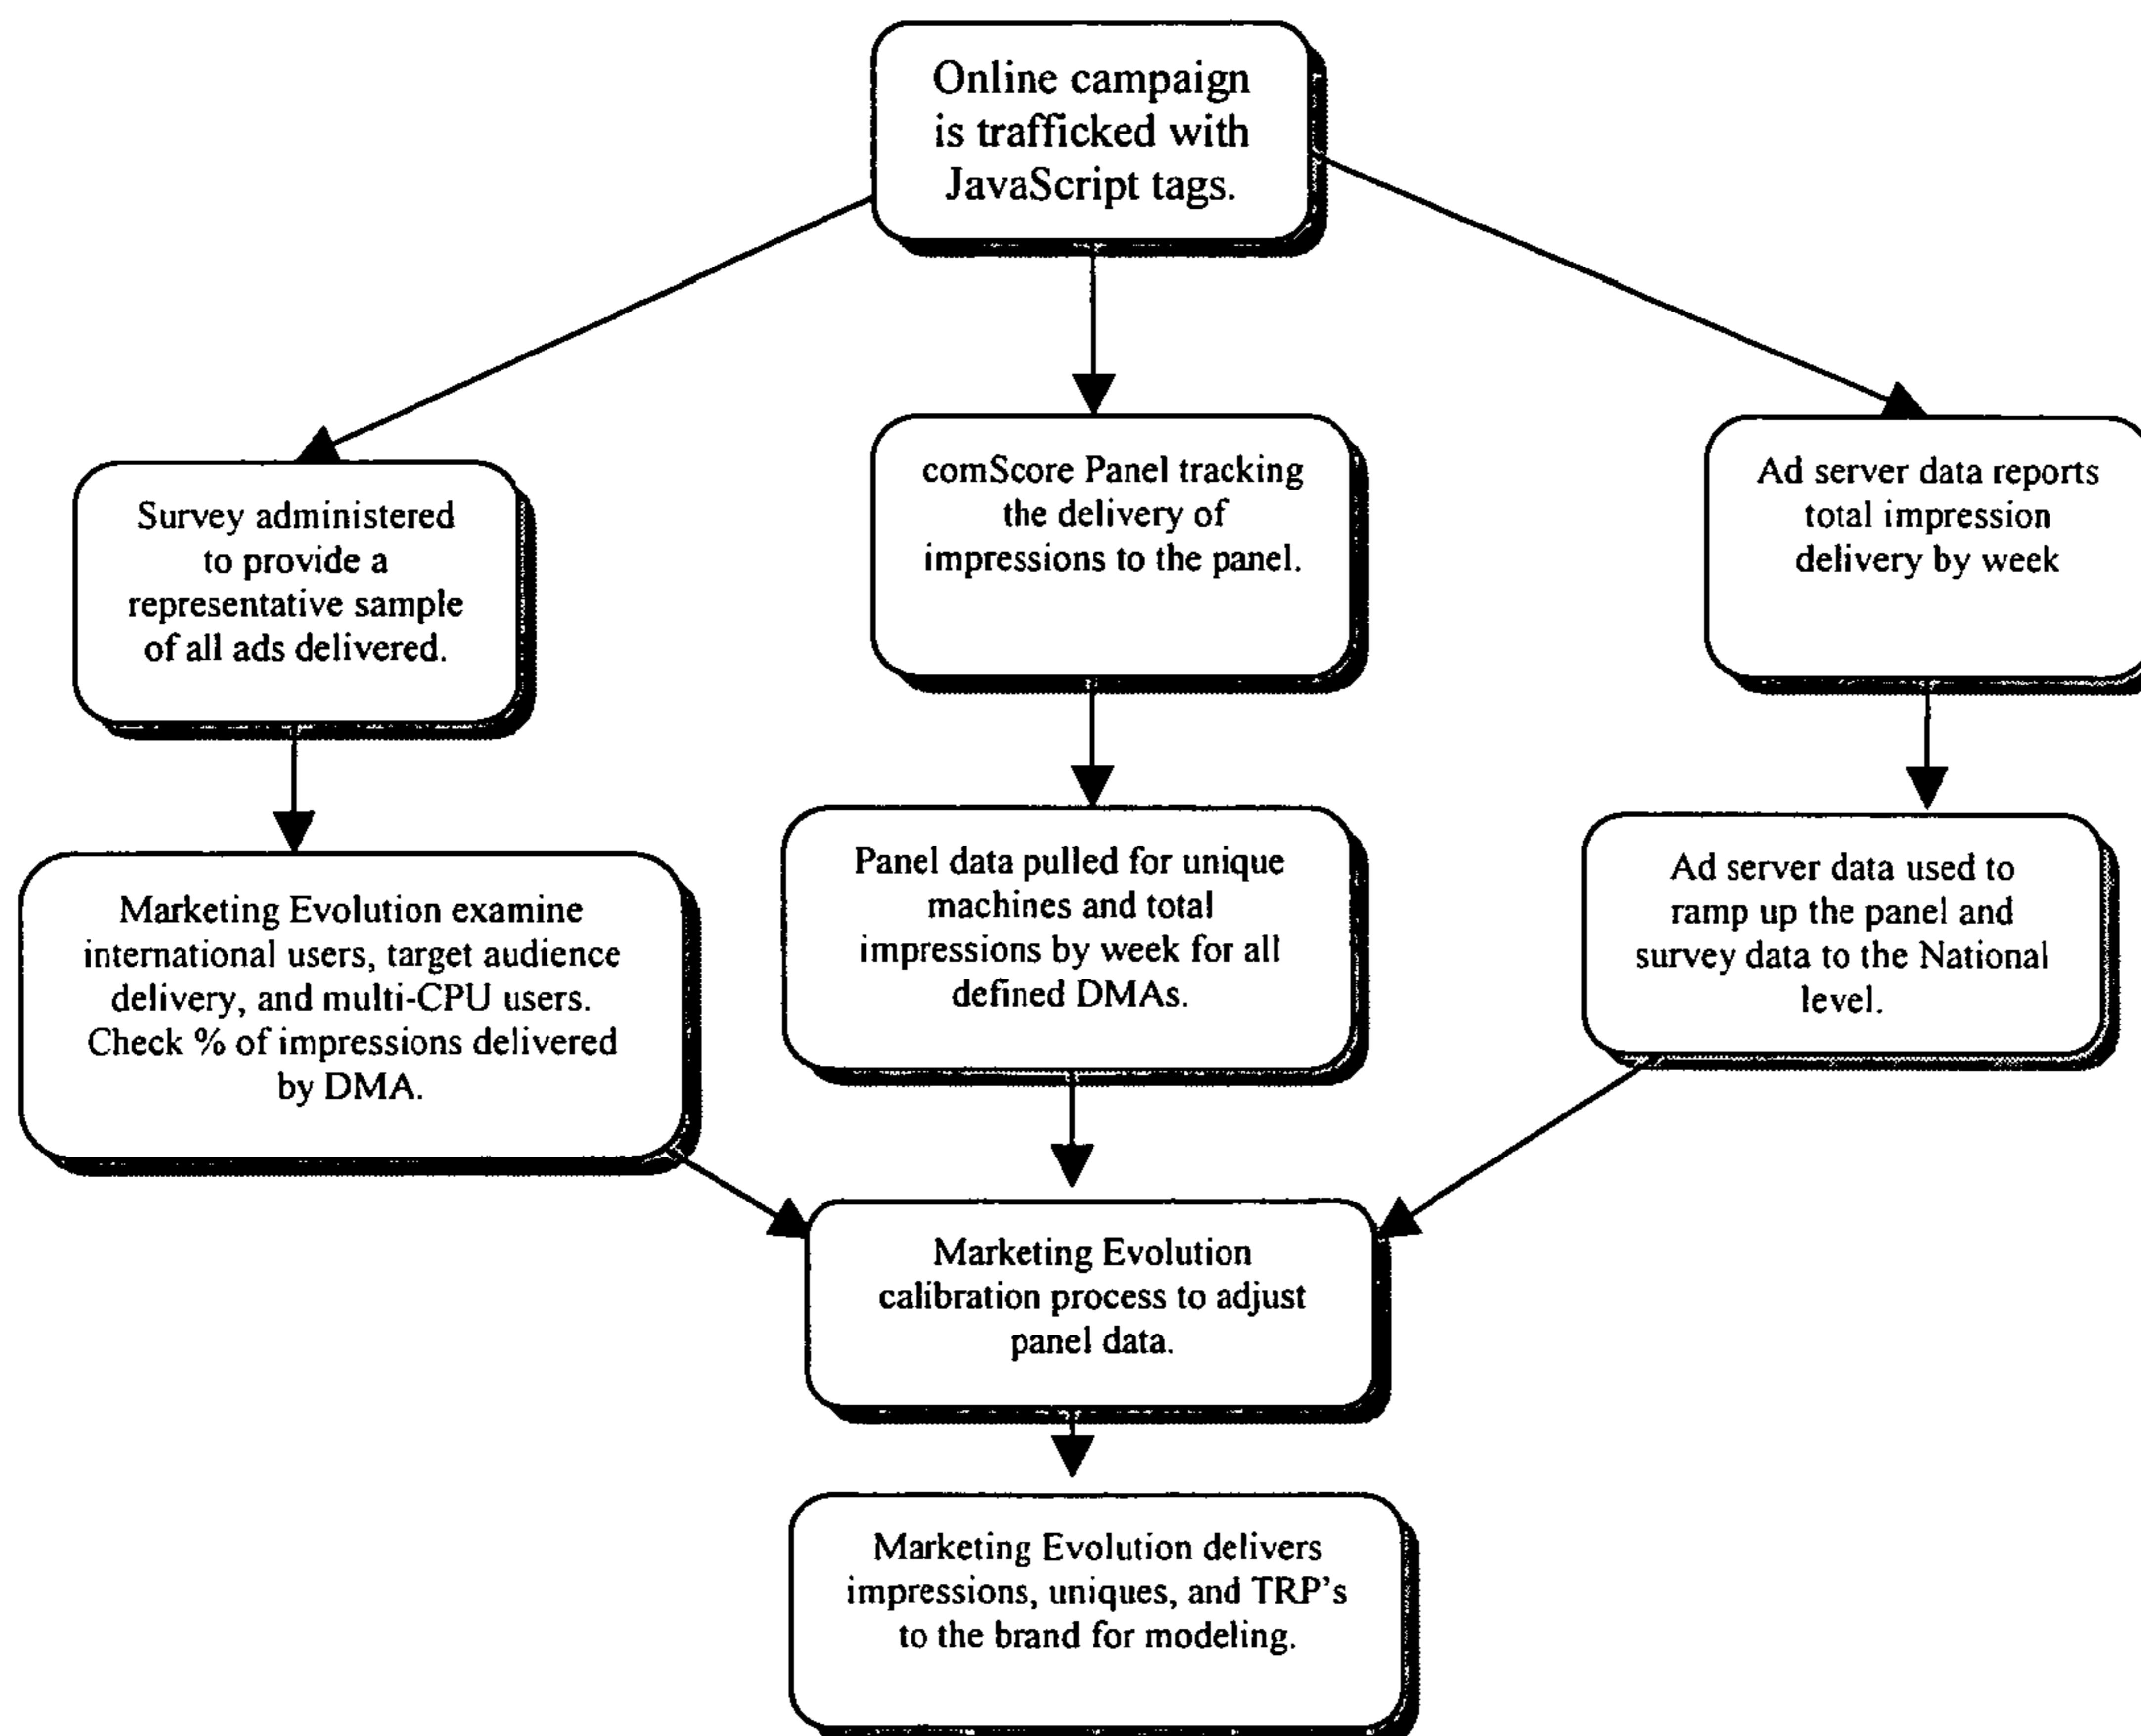 Online campaign
is trafficked with
JavaScript tags.
Survey administered
to provide a
representative sample
of all ads delivered.
comScore Panel tracking
the delivery of
impressions to the panel.
Ad server data reports
total impression
delivery by week
Marketing Evolution examine
international users, target audience
delivery, and multi-CPU users.
Check % of impressions delivered
by DMA.
Panel data pulled for unique
machines and total
impressions by week for all
defined DMAs.
Ad server data used to
ramp up the panel and
survey data to the National
level.
Marketing Evolution
calibration process to adjust
panel data.
Marketing Evolution delivers
impressions, uniques, and TRP's
to the brand for modeling.